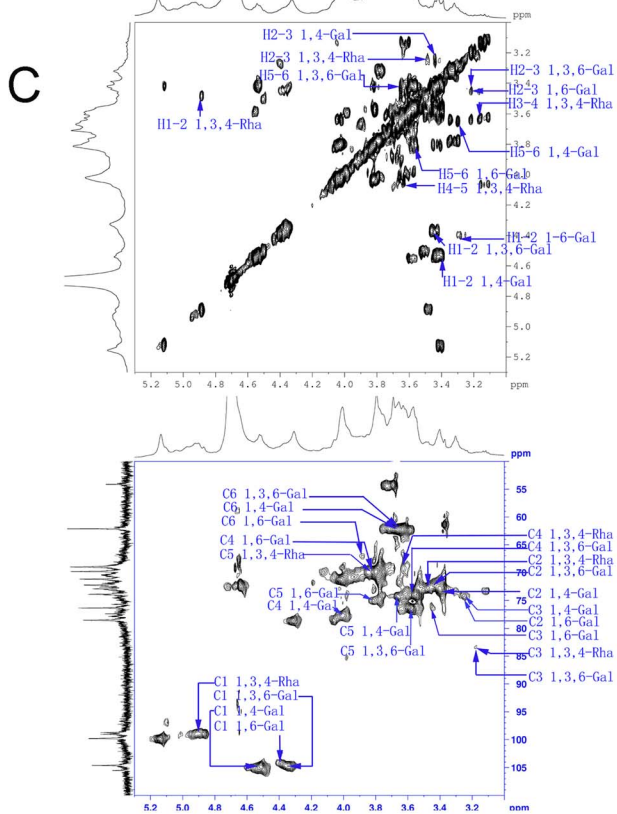 C
ppm
H2-3 1,4-Gal
H2-3 1,3,4-Rha
H5-6 1,3,6-Gal
H1-2 1,3,4-Rha
H2-3 1,3,6-Gal
H2-3 1,6-Gal
H3-4 1,3,4-Rha
H5-6 1,4-Gal
H5-6 1,6-Gal
H4-5 1,3,4-Rha
H1-2 1-6-Gal
H1-2 1,3,6-Gal
H1-2 1,4-Gal
3.2
3.4
3.6
3.8
4.0
4.2
4.4
4.6
4.8
5.0
5.2
5.2 5.0 4.8 4.6 4.4 4.2 4.0 3.8 3.6 3.4 3.2 ppm
ppm
C6 1,3,6-Gal
C6 1,4-Gal
C6 1,6-Gal
C4 1,6-Gal
C5 1,3,4-Rha
C5 1,6-Gal
C4 1,4-Gal
C5 1,4-Gal
C5 1,3,6-Gal
C4 1,3,4-Rha
C4 1,3,6-Gal
C2 1,3,4-Rha
C2 1,3,6-Gal
C2 1,4-Gal
C3 1,4-Gal
C2 1,6-Gal
C3 1,6-Gal
C3 1,3,4-Rha
C3 1,3,6-Gal
C1 1,3,4-Rha
C1 1,3,6-Gal
C1 1,4-Gal
C1 1,6-Gal
55
60
65
70
75
80
85
90
95
100
105
5.2 5.0 4.8 4.6 4.4 4.2 4.0 3.8 3.6 3.4 3.2 ppm